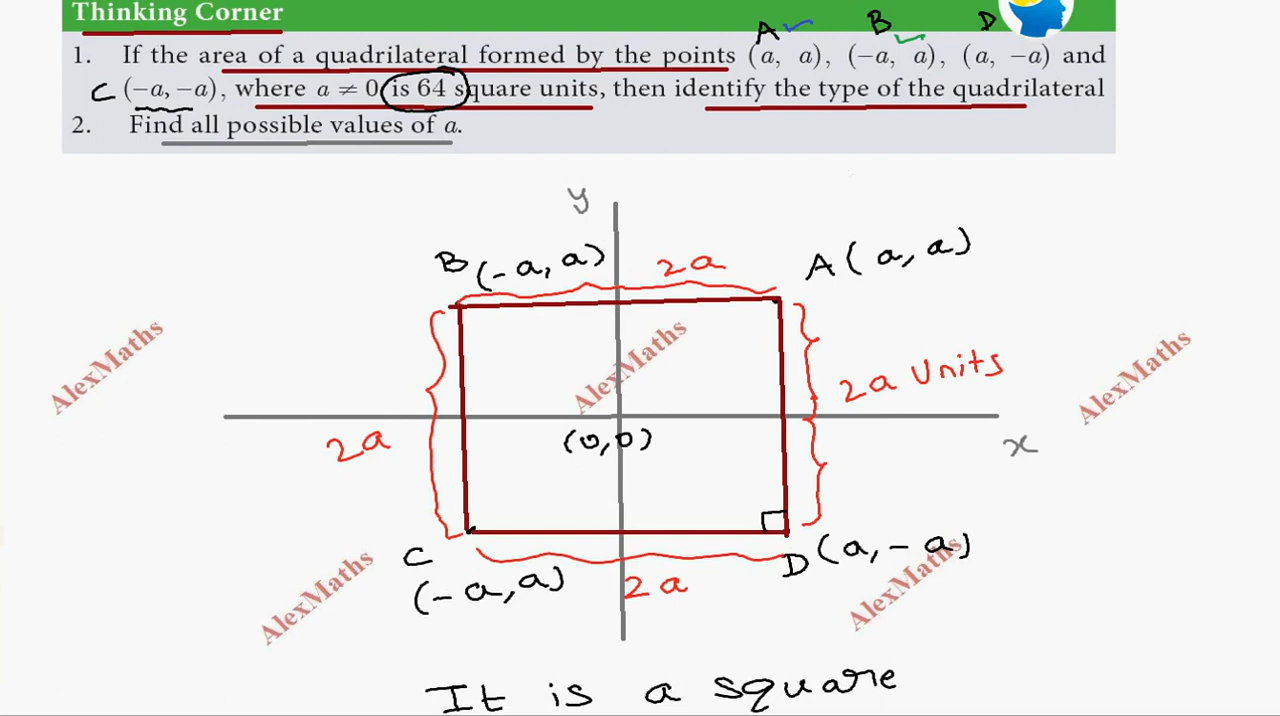 Thinking Corner
A B D
1. If the area of a quadrilateral formed by the points (a, a), (−a, a), (a, −a) and
C (−a, −a), where a ≠ 0 is 64 square units, then identify the type of the quadrilateral
2. Find all possible values of a.
y
B (-a, a) 2a A (a, a)
AlexMaths AlexMaths AlexMaths
2a units
2a (0,0) x
C D (a, -a)
(-a, a) 2a
AlexMaths AlexMaths
It is a square